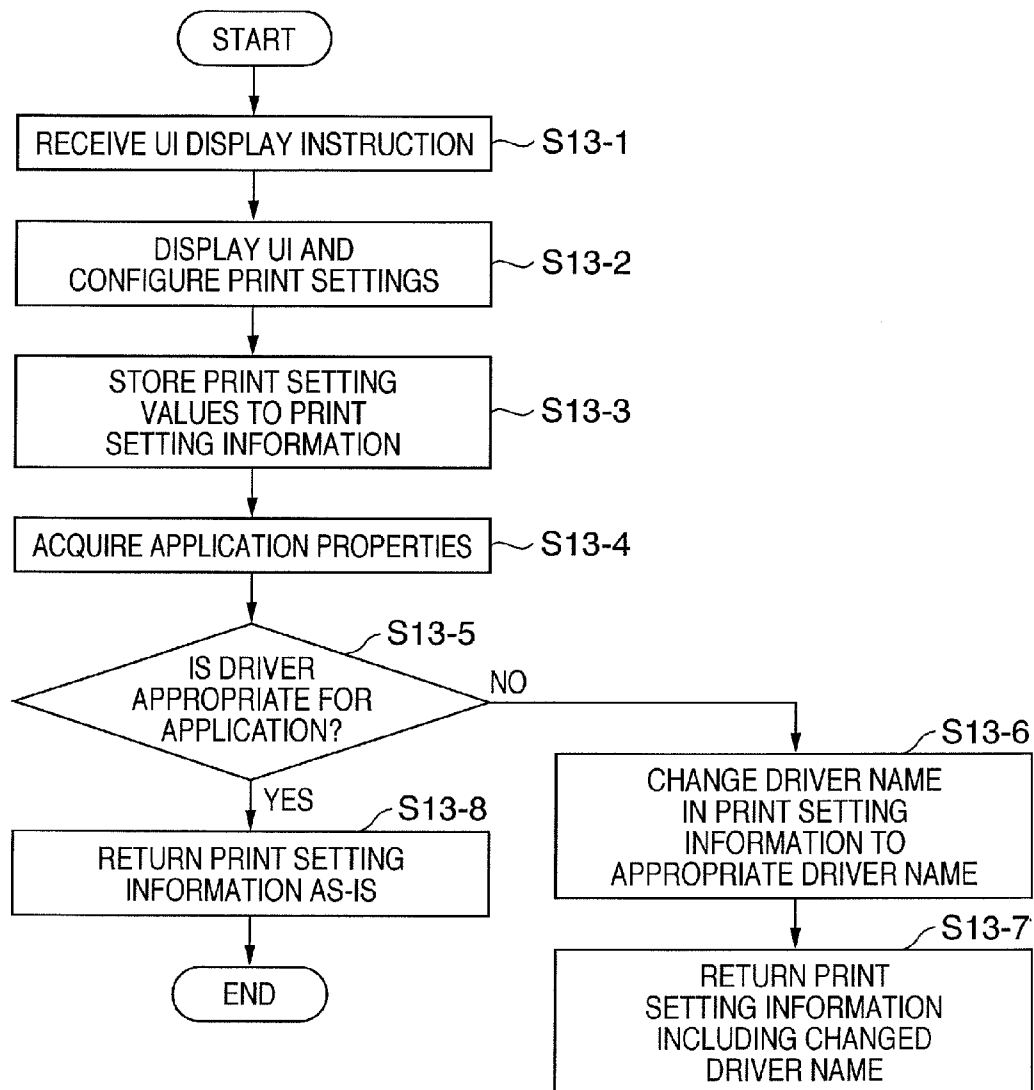 START
RECEIVE UI DISPLAY INSTRUCTION
S13-1
DISPLAY UI AND
CONFIGURE PRINT SETTINGS
S13-2
STORE PRINT SETTING
VALUES TO PRINT
SETTING INFORMATION
S13-3
ACQUIRE APPLICATION PROPERTIES
S13-4
S13-5
IS DRIVER
APPROPRIATE FOR
APPLICATION?
NO
YES
S13-6
CHANGE DRIVER NAME
IN PRINT SETTING
INFORMATION TO
APPROPRIATE DRIVER NAME
S13-8
RETURN PRINT SETTING
INFORMATION AS-IS
S13-7
RETURN PRINT
SETTING INFORMATION
INCLUDING CHANGED
DRIVER NAME
END